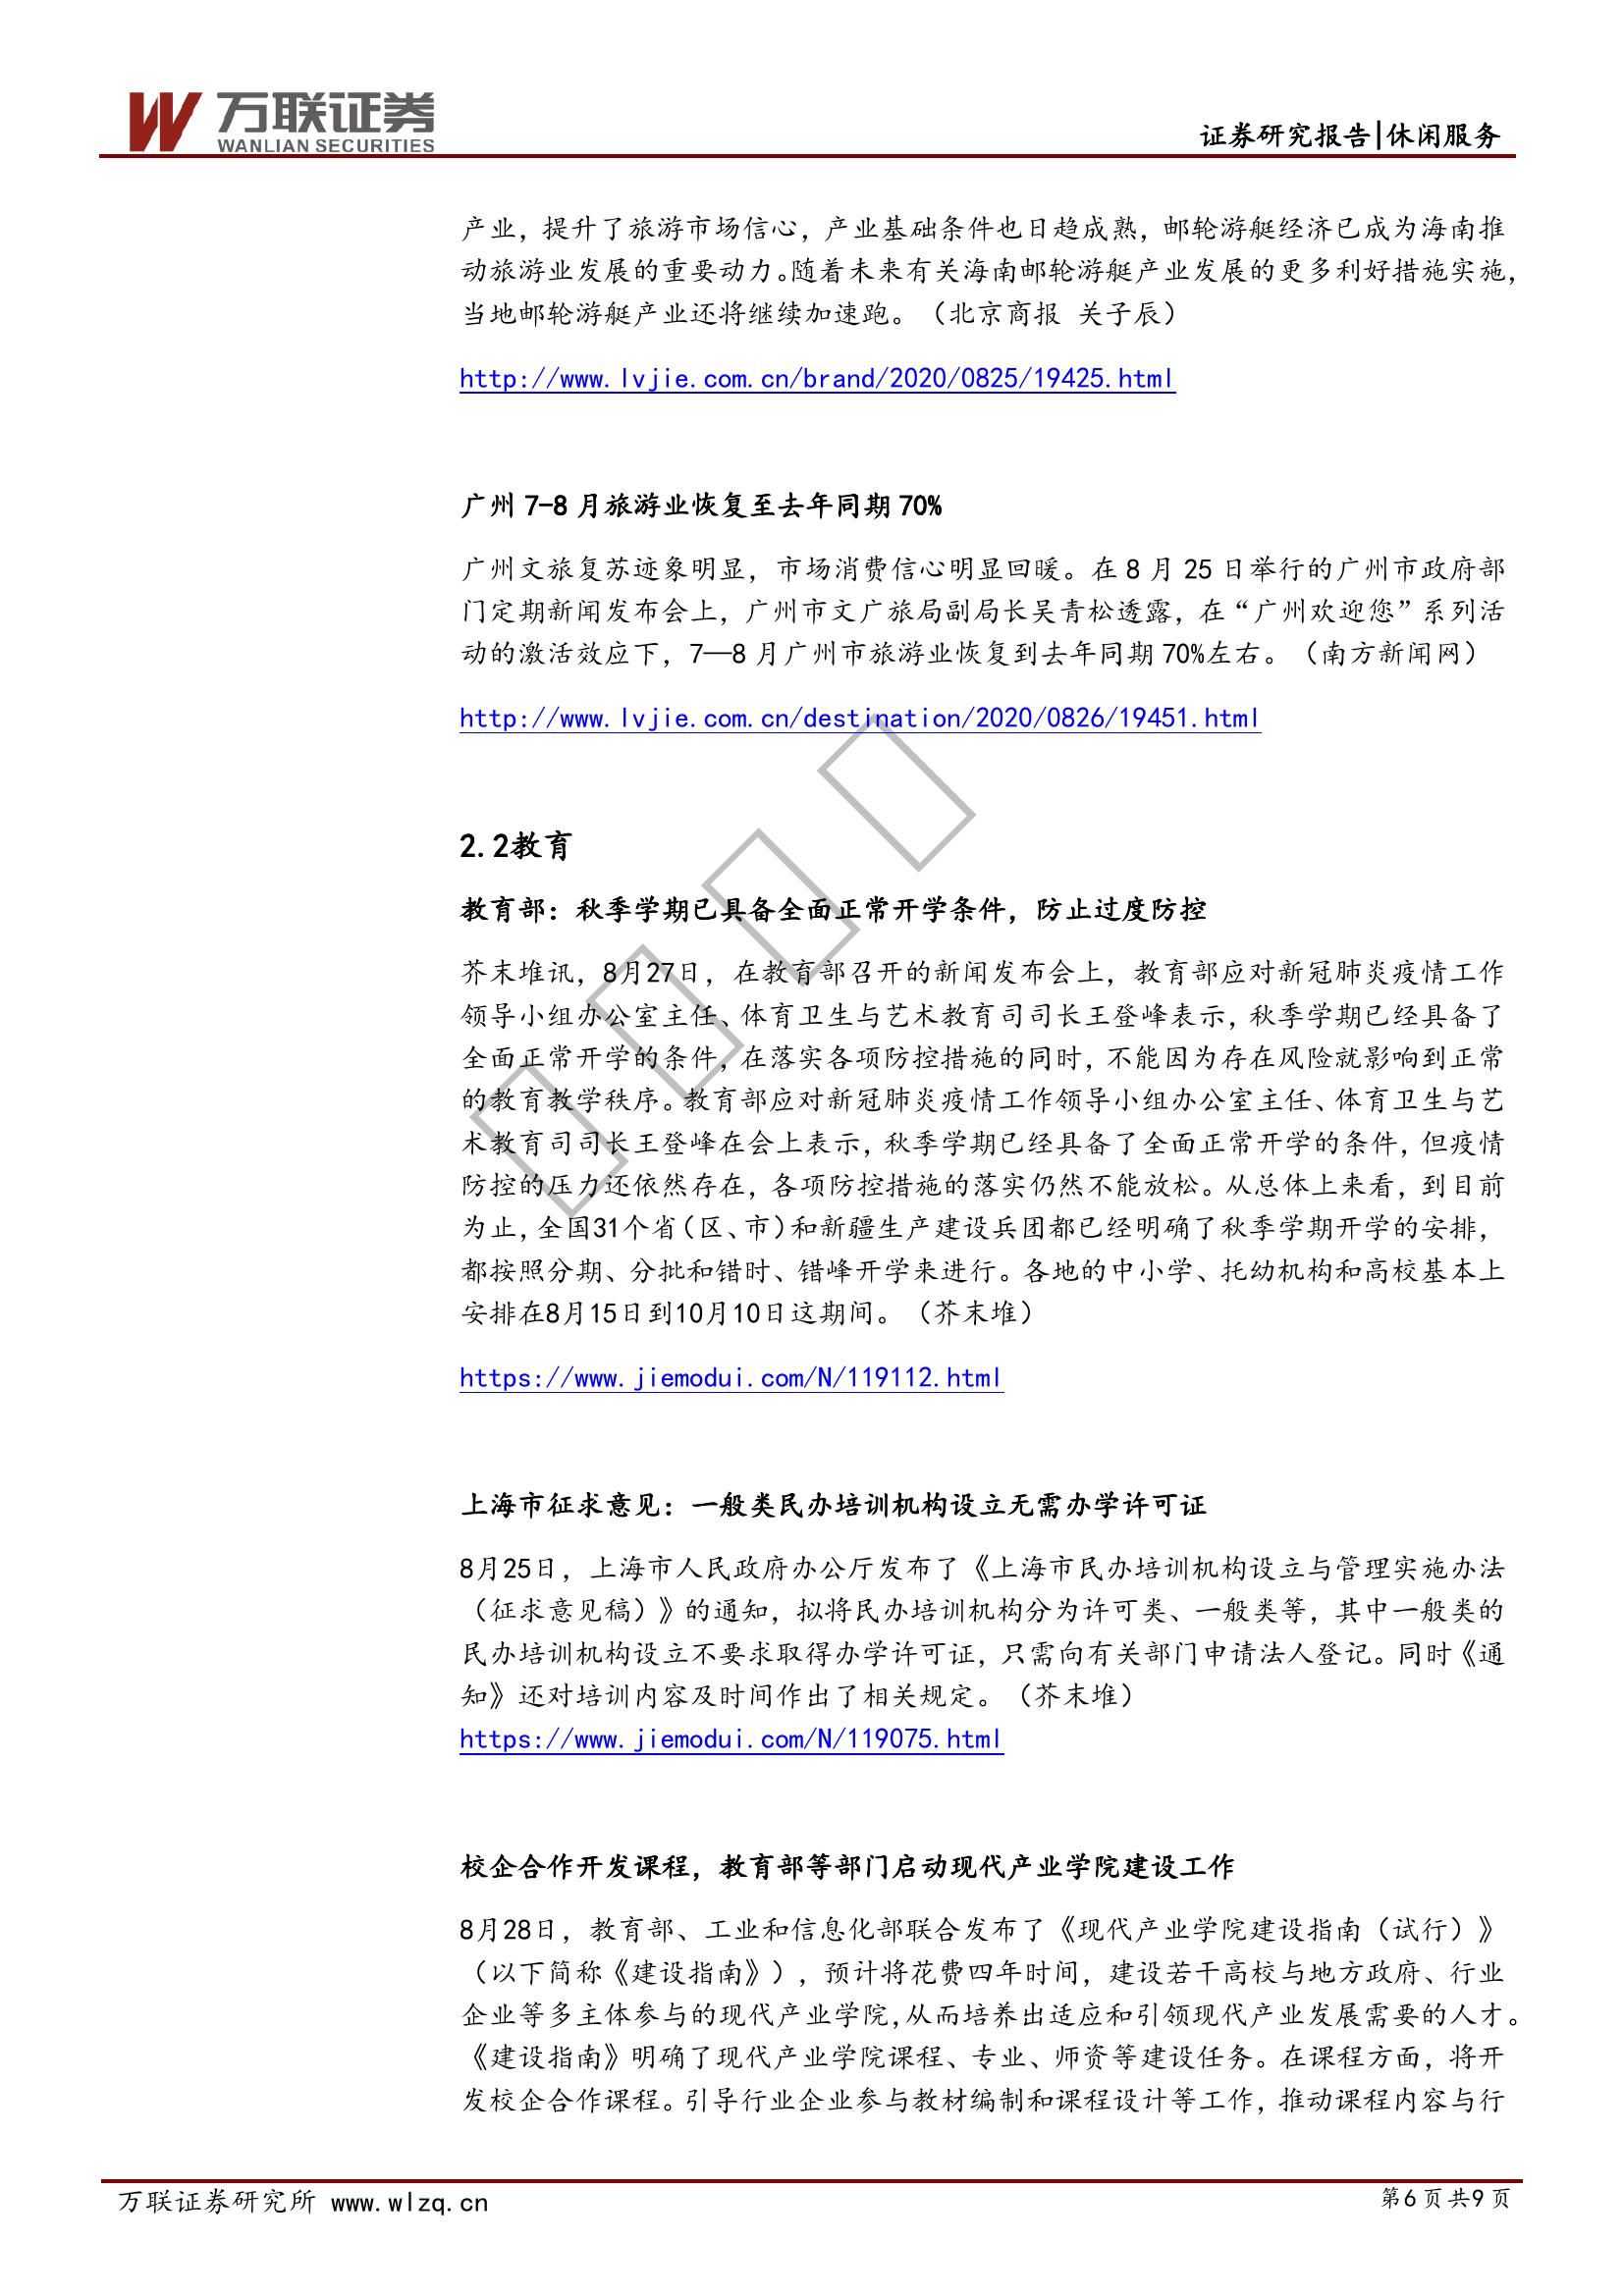 万联证券
WANLIAN SECURITIES
证券研究报告|休闲服务
产业，提升了旅游市场信心，产业基础条件也日趋成熟，邮轮游艇经济已成为海南推
动旅游业发展的重要动力。随着未来有关海南邮轮游艇产业发展的更多利好措施实施，
当地邮轮游艇产业还将继续加速跑。（北京商报 关子辰）
http://www.lvjie.com.cn/brand/2020/0825/19425.html
广州 7-8 月旅游业恢复至去年同期 70%
广州文旅复苏迹象明显，市场消费信心明显回暖。在 8 月 25 日举行的广州市政府部
门定期新闻发布会上，广州市文广旅局副局长吴青松透露，在“广州欢迎您”系列活
动的激活效应下，7—8 月广州市旅游业恢复到去年同期 70%左右。（南方新闻网）
http://www.lvjie.com.cn/destination/2020/0826/19451.html
2.2教育
教育部：秋季学期已具备全面正常开学条件，防止过度防控
芥末堆讯，8月27日，在教育部召开的新闻发布会上，教育部应对新冠肺炎疫情工作
领导小组办公室主任、体育卫生与艺术教育司司长王登峰表示，秋季学期已经具备了
全面正常开学的条件，在落实各项防控措施的同时，不能因为存在风险就影响到正常
的教育教学秩序。教育部应对新冠肺炎疫情工作领导小组办公室主任、体育卫生与艺
术教育司司长王登峰在会上表示，秋季学期已经具备了全面正常开学的条件，但疫情
防控的压力还依然存在，各项防控措施的落实仍然不能放松。从总体上来看，到目前
为止，全国31个省（区、市）和新疆生产建设兵团都已经明确了秋季学期开学的安排，
都按照分期、分批和错时、错峰开学来进行。各地的中小学、托幼机构和高校基本上
安排在8月15日到10月10日这期间。（芥末堆）
https://www.jiemodui.com/N/119112.html
上海市征求意见：一般类民办培训机构设立无需办学许可证
8月25日，上海市人民政府办公厅发布了《上海市民办培训机构设立与管理实施办法
（征求意见稿）》的通知，拟将民办培训机构分为许可类、一般类等，其中一般类的
民办培训机构设立不要求取得办学许可证，只需向有关部门申请法人登记。同时《通
知》还对培训内容及时间作出了相关规定。（芥末堆）
https://www.jiemodui.com/N/119075.html
校企合作开发课程，教育部等部门启动现代产业学院建设工作
8月28日，教育部、工业和信息化部联合发布了《现代产业学院建设指南（试行）》
（以下简称《建设指南》），预计将花费四年时间，建设若干高校与地方政府、行业
企业等多主体参与的现代产业学院，从而培养出适应和引领现代产业发展需要的人才。
《建设指南》明确了现代产业学院课程、专业、师资等建设任务。在课程方面，将开
发校企合作课程。引导行业企业参与教材编制和课程设计等工作，推动课程内容与行
万联证券研究所 www.wlzq.cn
第6页共9页